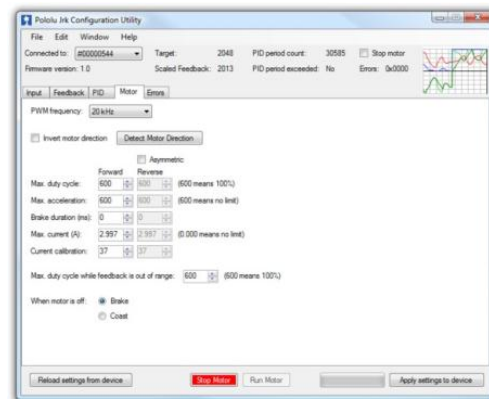 Pololu Jrk Configuration Utility
File Edit Window Help
Connected to: #00000544 Target: 2048 PID period count: 30585 Stop motor
Firmware version: 1.0 Scaled Feedback: 2013 PID period exceeded: No Errors: 0x0000
Input Feedback PID Motor Errors
PWM frequency: 20 kHz
Invert motor direction Detect Motor Direction
Asymmetric
Forward Reverse
Max. duty cycle: 600 600 (600 means 100%)
Max. acceleration: 600 600 (600 means no limit)
Brake duration (ms): 0 0
Max. current (A): 2.997 2.997 (0.000 means no limit)
Current calibration: 37 37
Max. duty cycle while feedback is out of range: 600 (600 means 100%)
When motor is off: Brake
Coast
Reload settings from device Stop Motor Run Motor Apply settings to device